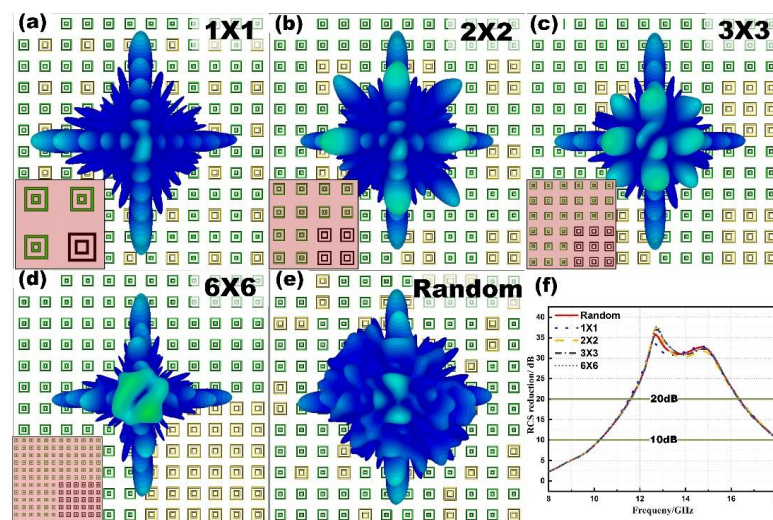 (a)
1X1
(b)
2X2
(c)
3X3
(d)
6X6
(e)
Random
(f)
40
35
30
25
20
15
10
5
0
RCS reduction/ dB
Random
1X1
2X2
3X3
6X6
20dB
10dB
8 10 12 14 16
Frequeny/GHz